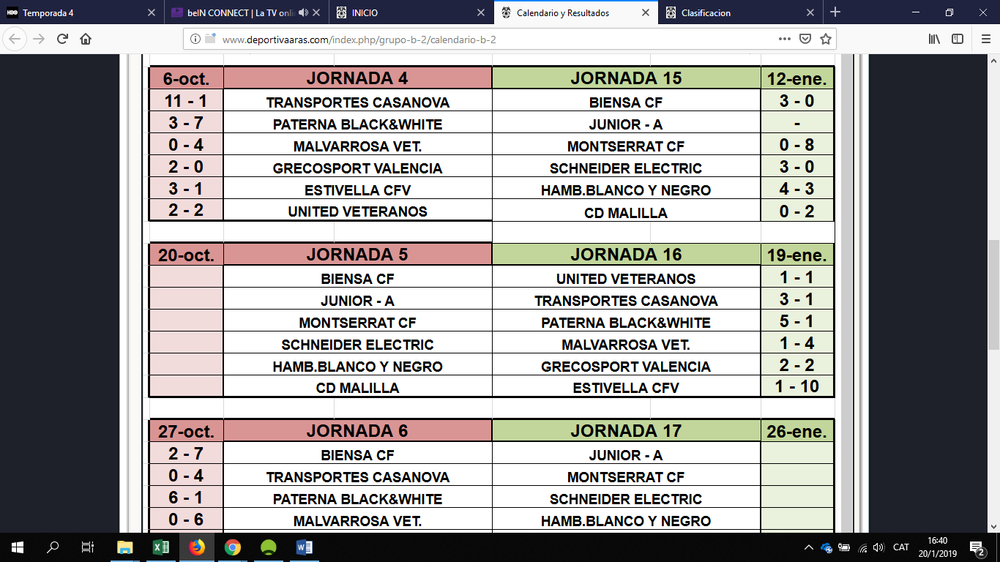 Temporada 4
beIN CONNECT | La TV onli
INICIO
Calendario y Resultados
Clasificacion
www.deportivaaras.com/index.php/grupo-b-2/calendario-b-2
6-oct. JORNADA 4 JORNADA 15 12-ene.
11 - 1 TRANSPORTES CASANOVA BIENSA CF 3 - 0
3 - 7 PATERNA BLACK&WHITE JUNIOR - A -
0 - 4 MALVARROSA VET. MONTSERRAT CF 0 - 8
2 - 0 GRECOSPORT VALENCIA SCHNEIDER ELECTRIC 3 - 0
3 - 1 ESTIVELLA CFV HAMB.BLANCO Y NEGRO 4 - 3
2 - 2 UNITED VETERANOS CD MALILLA 0 - 2
20-oct. JORNADA 5 JORNADA 16 19-ene.
BIENSA CF UNITED VETERANOS 1 - 1
JUNIOR - A TRANSPORTES CASANOVA 3 - 1
MONTSERRAT CF PATERNA BLACK&WHITE 5 - 1
SCHNEIDER ELECTRIC MALVARROSA VET. 1 - 4
HAMB.BLANCO Y NEGRO GRECOSPORT VALENCIA 2 - 2
CD MALILLA ESTIVELLA CFV 1 - 10
27-oct. JORNADA 6 JORNADA 17 26-ene.
2 - 7 BIENSA CF JUNIOR - A
0 - 4 TRANSPORTES CASANOVA MONTSERRAT CF
6 - 1 PATERNA BLACK&WHITE SCHNEIDER ELECTRIC
0 - 6 MALVARROSA VET. HAMB.BLANCO Y NEGRO
CAT
16:40
20/1/2019
2